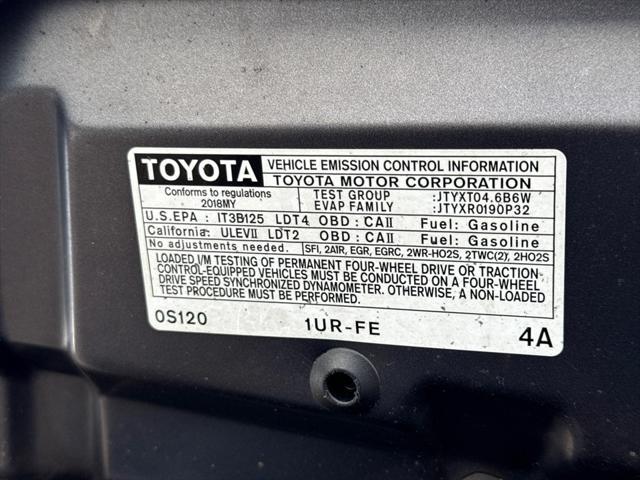 TOYOTA VEHICLE EMISSION CONTROL INFORMATION
TOYOTA MOTOR CORPORATION
Conforms to regulations TEST GROUP :JTYXT04.6B6W
2018MY EVAP FAMILY :JTYXR0190P32
U.S.EPA : IT3B125 LDT4 OBD : CAⅡ Fuel: Gasoline
California: ULEVⅡ LDT2 OBD : CAⅡ Fuel: Gasoline
No adjustments needed. SFI, 2AIR, EGR, EGRC, 2WR-HO2S, 2TWC(2), 2HO2S
LOADED I/M TESTING OF PERMANENT FOUR-WHEEL DRIVE OR TRACTION-
CONTROL-EQUIPPED VEHICLES MUST BE CONDUCTED ON A FOUR-WHEEL
DRIVE SPEED SYNCHRONIZED DYNAMOMETER. OTHERWISE, A NON-LOADED
TEST PROCEDURE MUST BE PERFORMED.
0S120 1UR-FE 4A